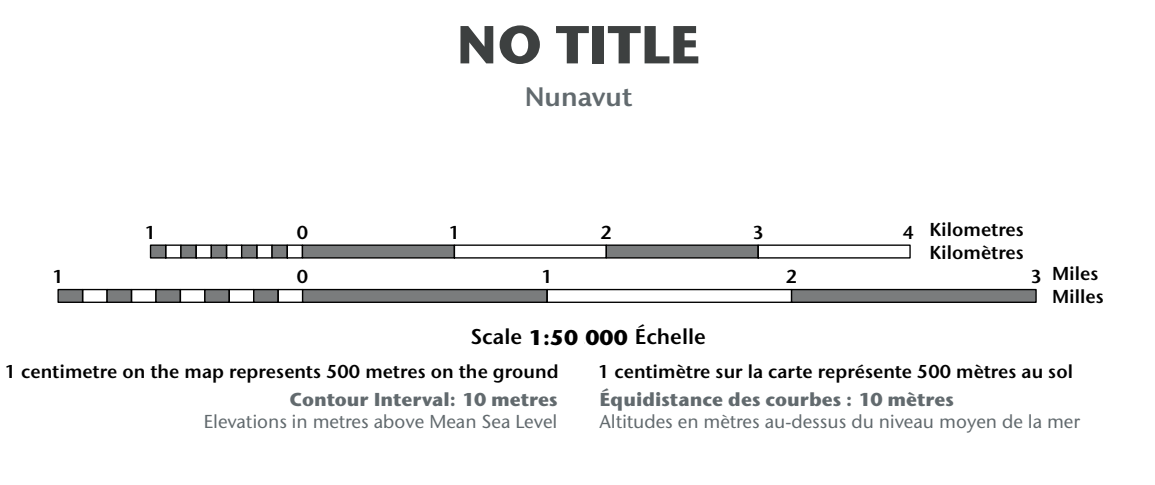 NO TITLE
Nunavut
1 0 1 2 3 4 Kilometres
Kilomètres
1 0 1 2 3 Miles
Milles
Scale 1:50 000 Échelle
1 centimetre on the map represents 500 metres on the ground
1 centimètre sur la carte représente 500 mètres au sol
Contour Interval: 10 metres
Équidistance des courbes : 10 mètres
Elevations in metres above Mean Sea Level
Altitudes en mètres au-dessus du niveau moyen de la mer